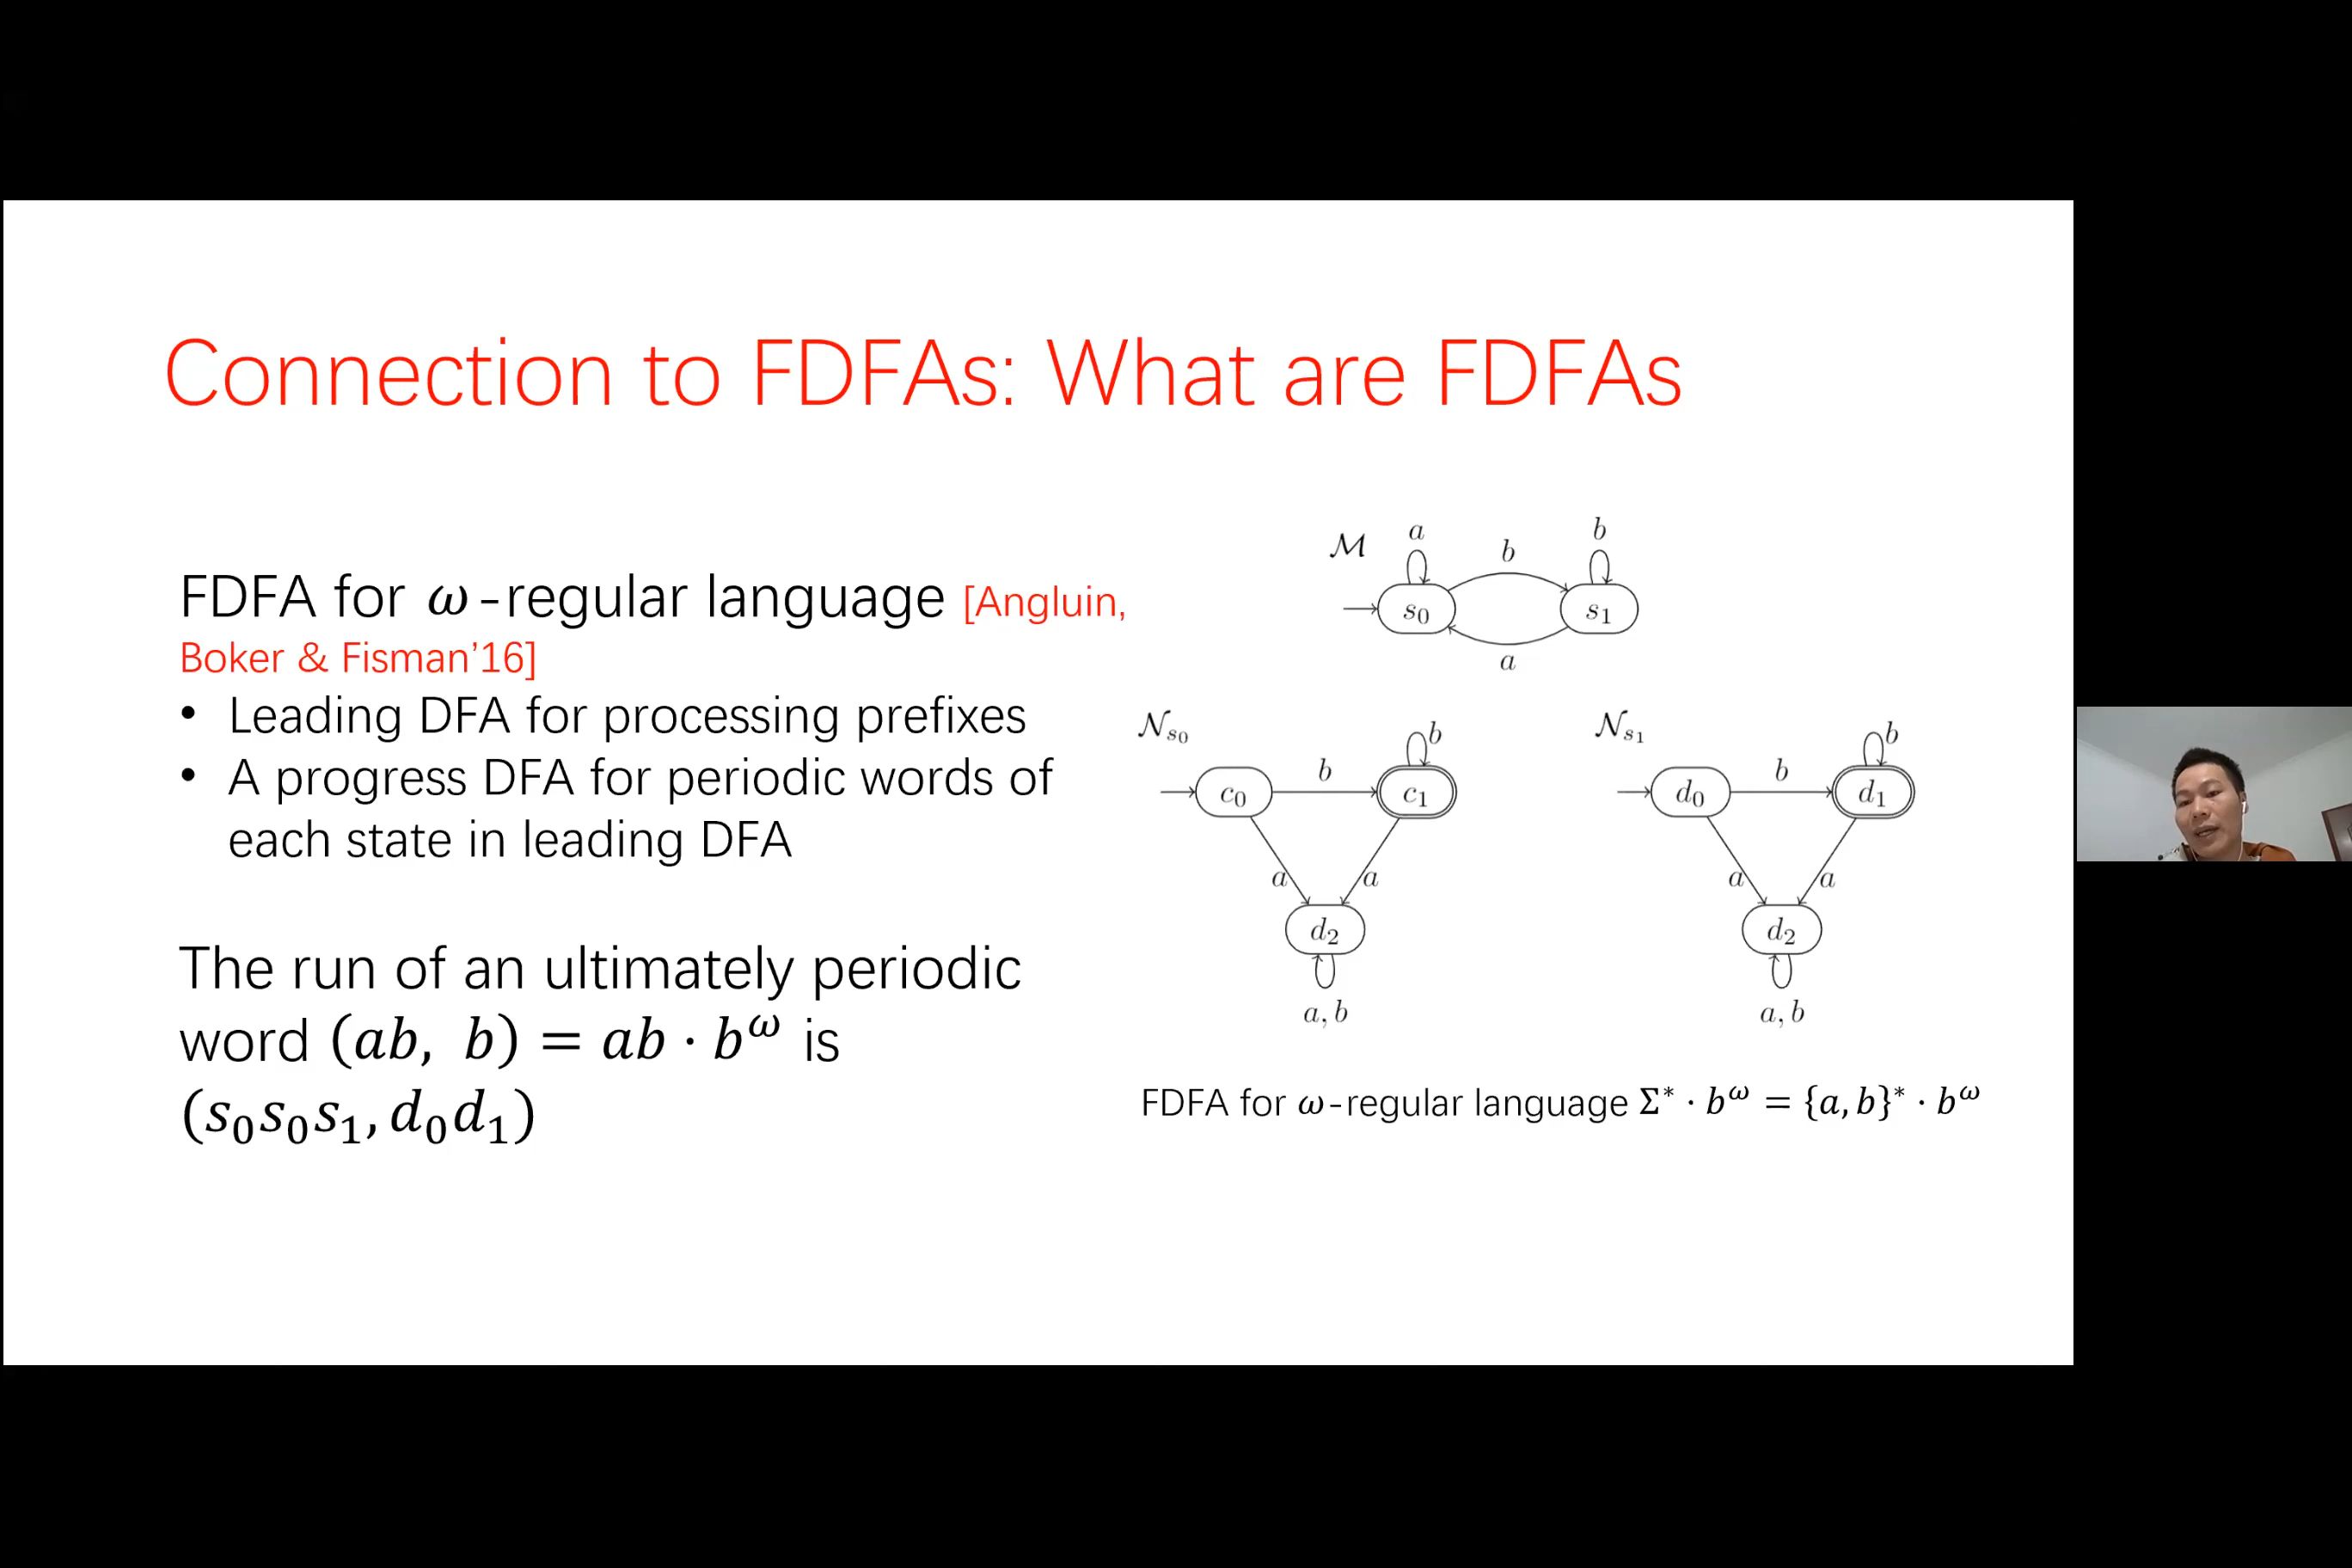 Connection to FDFAs: What are FDFAs
FDFA for ω-regular language [Angluin,
Boker & Fisman’16]
• Leading DFA for processing prefixes
• A progress DFA for periodic words of
each state in leading DFA
The run of an ultimately periodic
word (ab, b) = ab · b^ω is
(s₀s₀s₁, d₀d₁)
ℳ a b b
s₀ s₁
a
𝒩_{s₀} b 𝒩_{s₁} b
c₀ b c₁ d₀ b d₁
a a a a
d₂ d₂
a, b a, b
FDFA for ω-regular language Σ* · b^ω = {a, b}* · b^ω